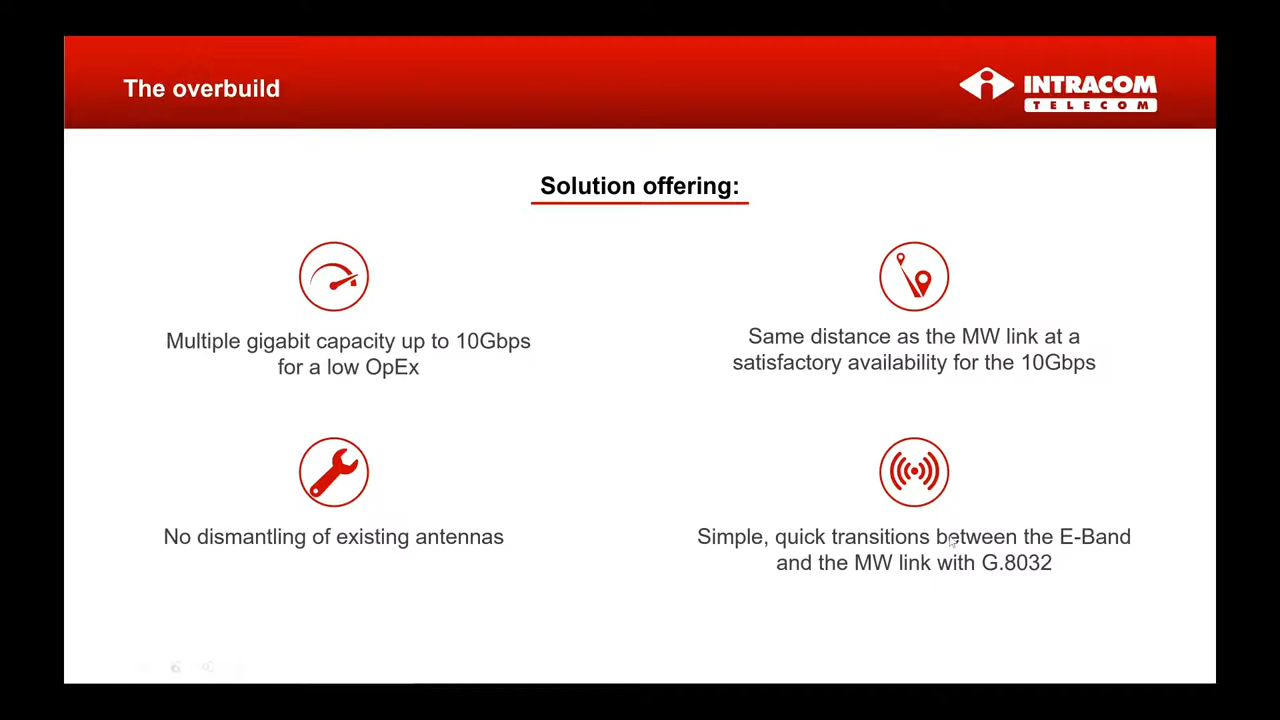 The overbuild
INTRACOM
TELECOM
Solution offering:
Multiple gigabit capacity up to 10Gbps
for a low OpEx
Same distance as the MW link at a
satisfactory availability for the 10Gbps
No dismantling of existing antennas
Simple, quick transitions between the E-Band
and the MW link with G.8032